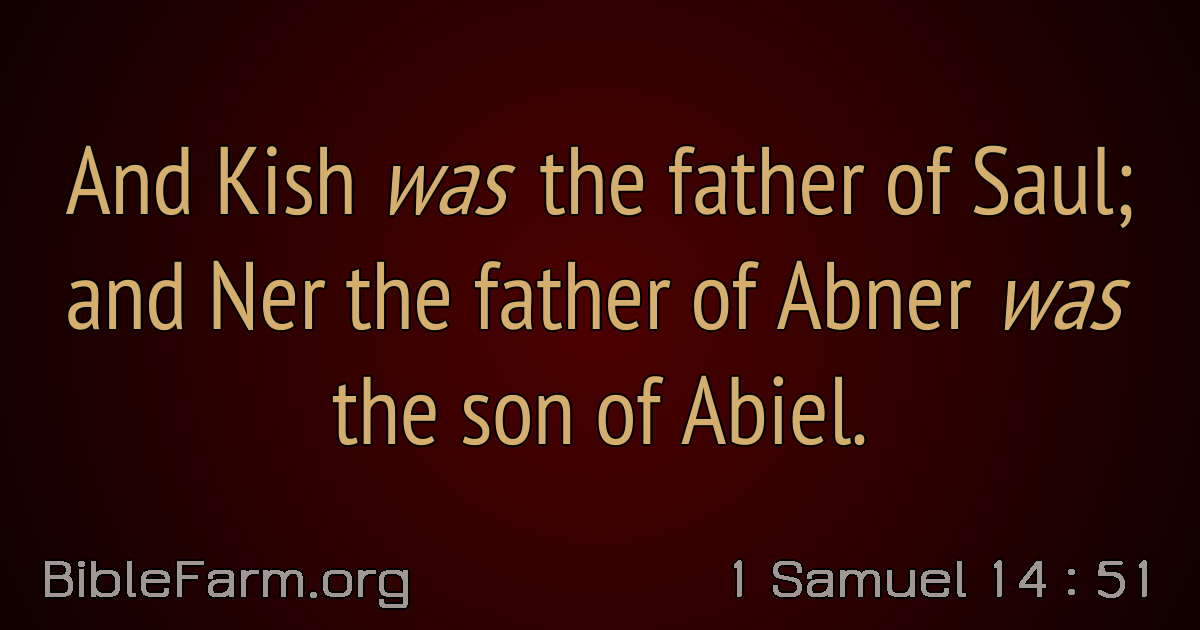 And Kish was the father of Saul;
and Ner the father of Abner was
the son of Abiel.
BibleFarm.org
1 Samuel 14 : 51